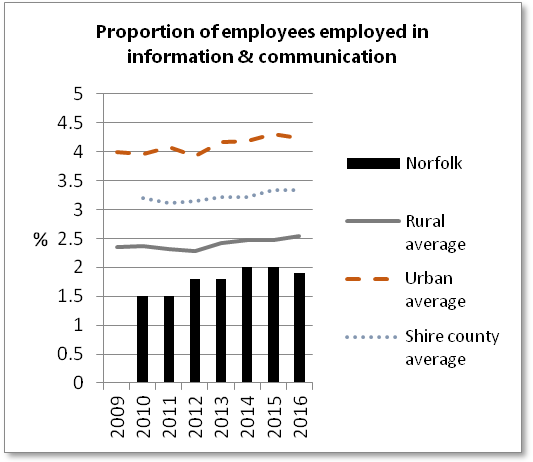 Proportion of employees employed in
information & communication
5
4.5
4
3.5
3
2.5
2
1.5
1
0.5
0
%
2009
2010
2011
2012
2013
2014
2015
2016
Norfolk
Rural
average
Urban
average
Shire county
average